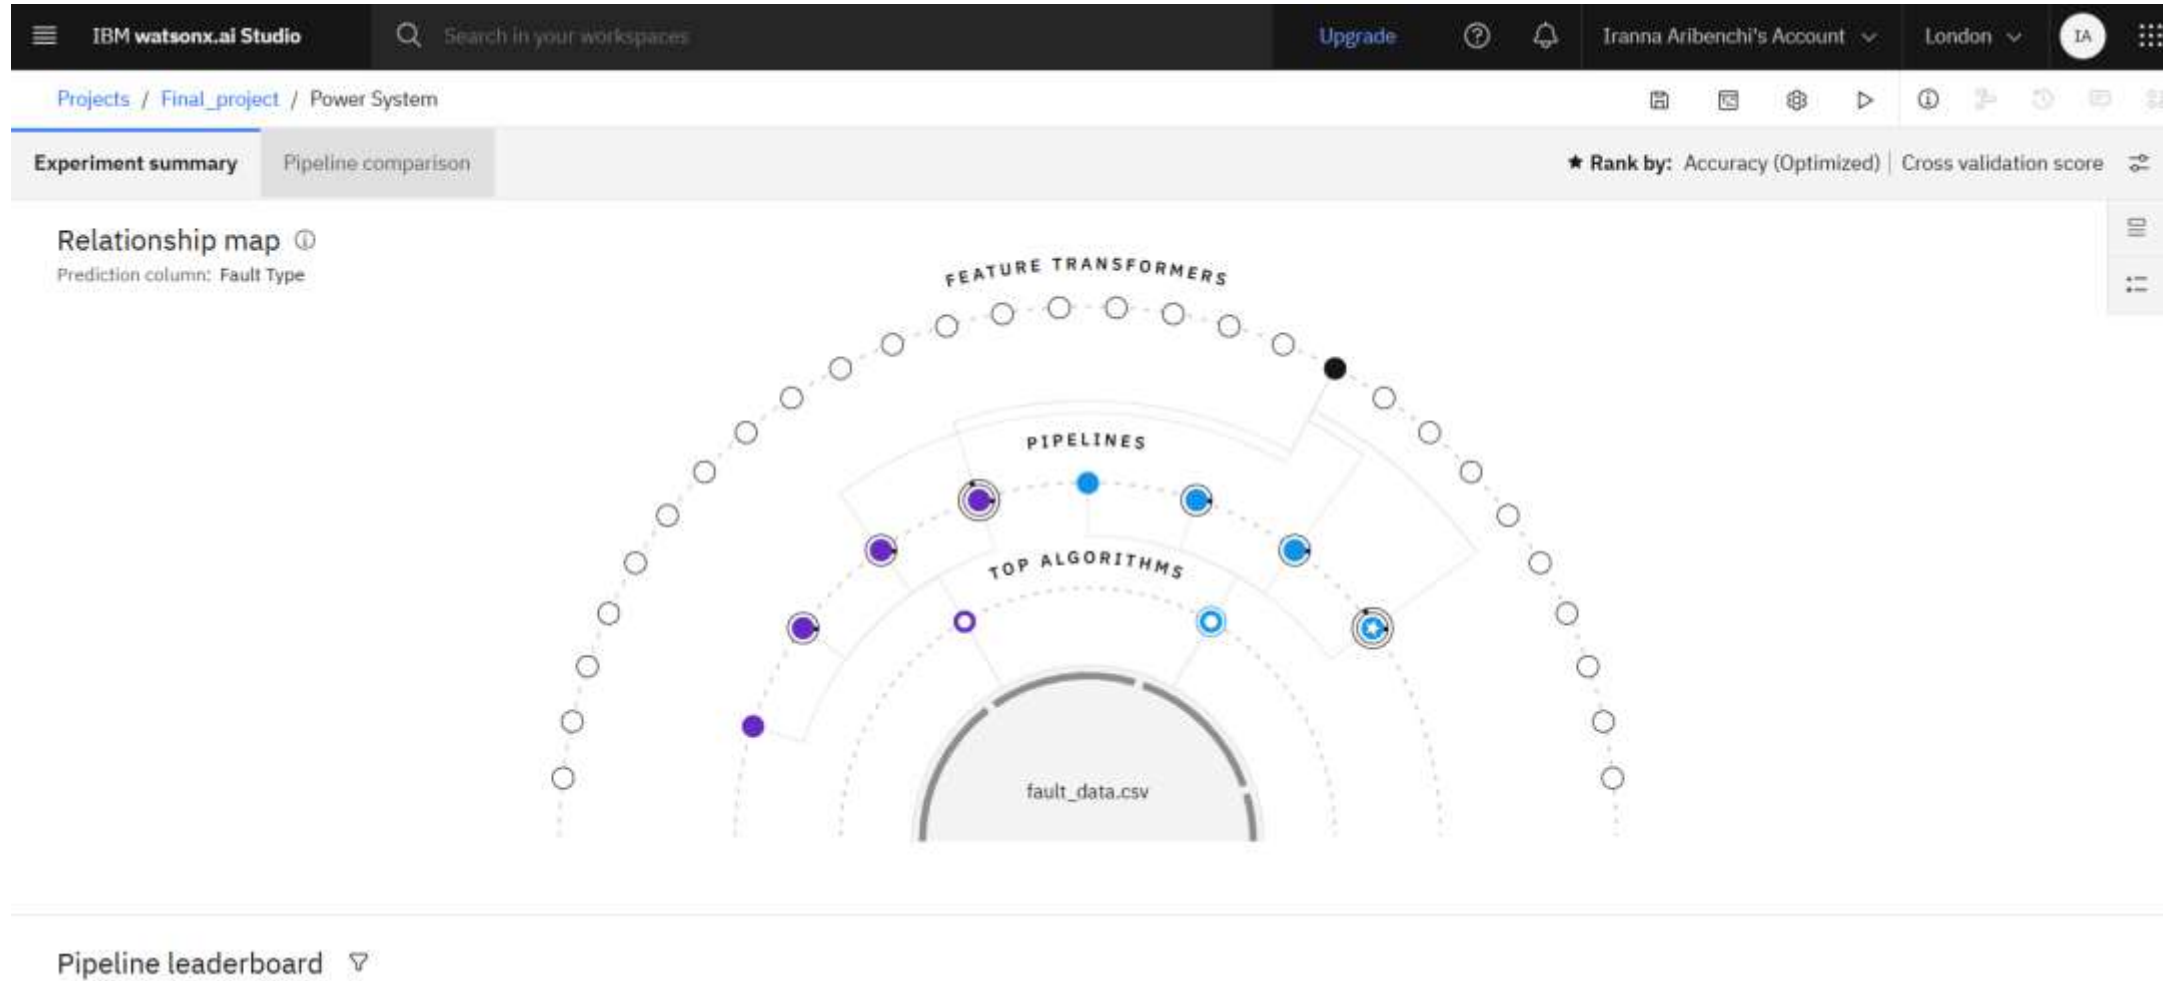 IBM watsonx.ai Studio
Search in your workspaces
Upgrade
Iranna Aribenchi's Account
London
IA
Projects / Final_project / Power System
Experiment summary
Pipeline comparison
★ Rank by: Accuracy (Optimized) | Cross validation score
Relationship map
Prediction column: Fault Type
FEATURE TRANSFORMERS
PIPELINES
TOP ALGORITHMS
fault_data.csv
Pipeline leaderboard